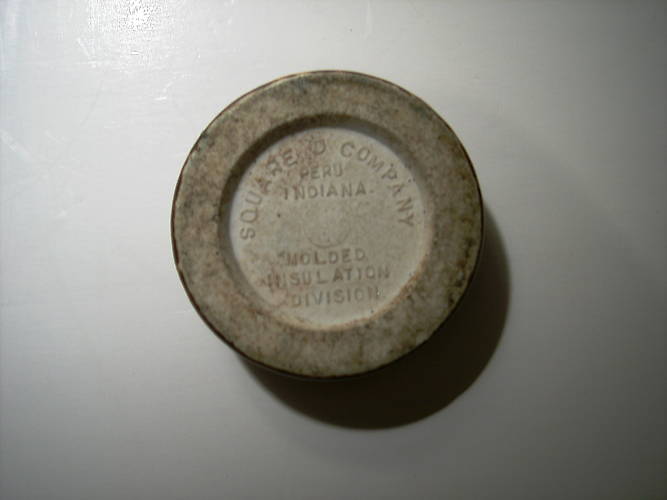 SQUARE D COMPANY
PERU
INDIANA.
MOLDED
INSULATION
DIVISION